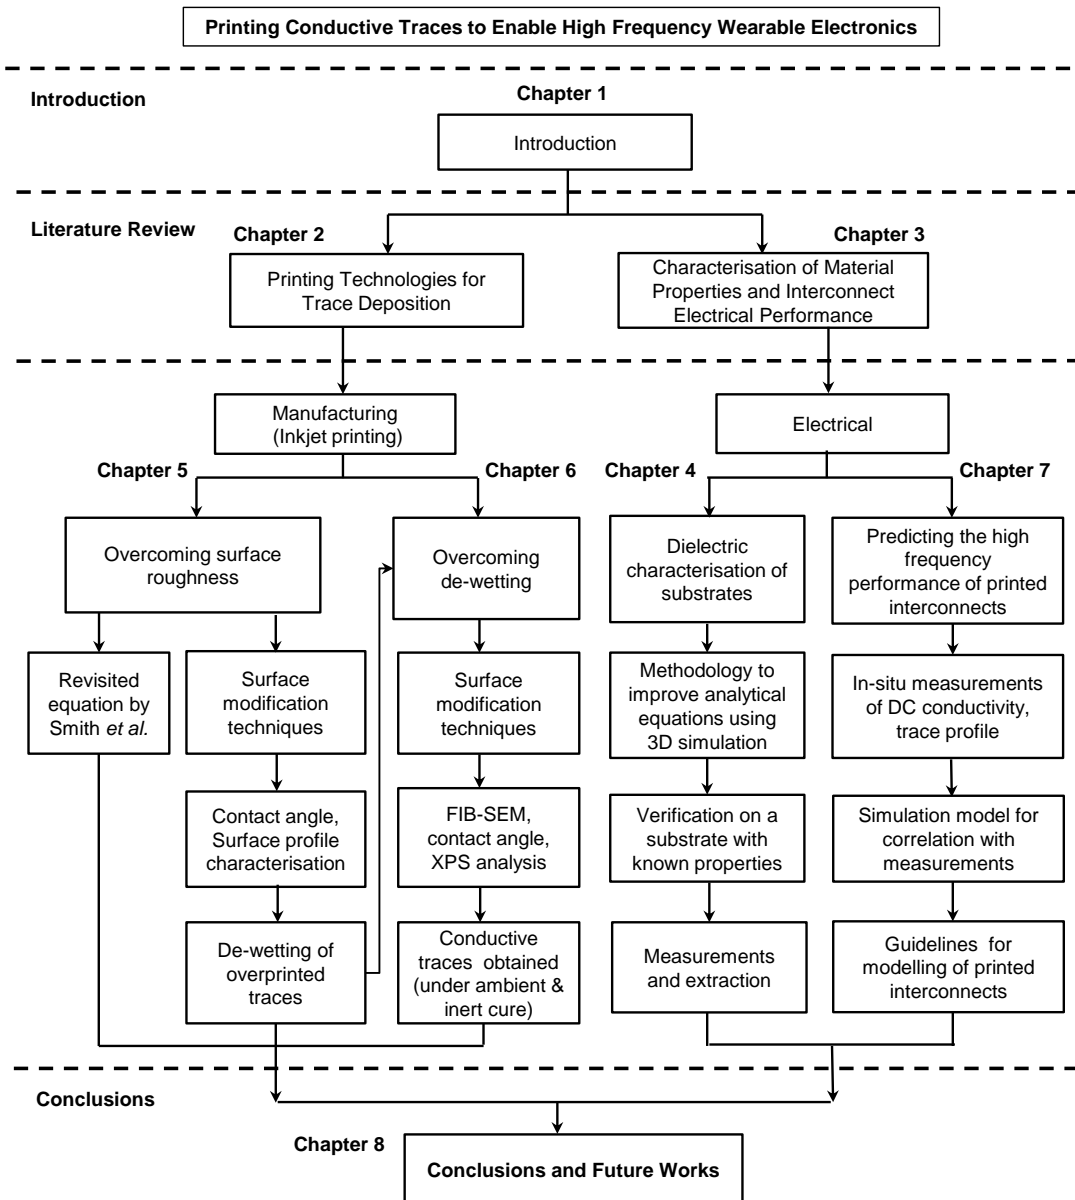 Printing Conductive Traces to Enable High Frequency Wearable Electronics
Introduction
Chapter 1
Introduction
Literature Review
Chapter 2
Printing Technologies for
Trace Deposition
Chapter 3
Characterisation of Material
Properties and Interconnect
Electrical Performance
Manufacturing
(Inkjet printing)
Electrical
Chapter 5
Overcoming surface
roughness
Revisited
equation by
Smith et al.
Surface
modification
techniques
Contact angle,
Surface profile
characterisation
De-wetting of
overprinted
traces
Chapter 6
Overcoming
de-wetting
Surface
modification
techniques
FIB-SEM,
contact angle,
XPS analysis
Conductive
traces obtained
(under ambient &
inert cure)
Chapter 4
Dielectric
characterisation of
substrates
Methodology to
improve analytical
equations using
3D simulation
Verification on a
substrate with
known properties
Measurements
and extraction
Chapter 7
Predicting the high
frequency
performance of printed
interconnects
In-situ measurements
of DC conductivity,
trace profile
Simulation model for
correlation with
measurements
Guidelines for
modelling of printed
interconnects
Conclusions
Chapter 8
Conclusions and Future Works